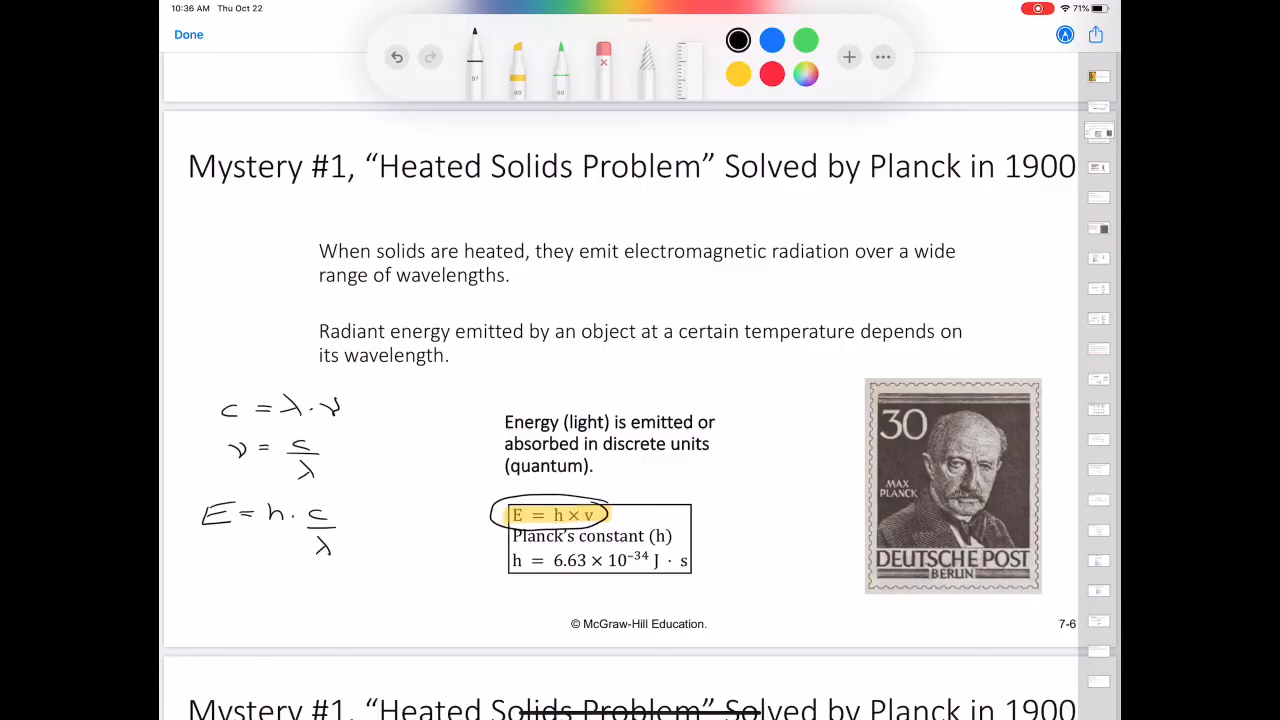 10:36 AM Thu Oct 22
71%
Done
97
80
50
Mystery #1, “Heated Solids Problem” Solved by Planck in 1900
When solids are heated, they emit electromagnetic radiation over a wide
range of wavelengths.
Radiant energy emitted by an object at a certain temperature depends on
its wavelength.
c = λ · ν
ν = c/λ
E = h · c/λ
Energy (light) is emitted or
absorbed in discrete units
(quantum).
E = h × v
Planck’s constant (h)
h = 6.63 × 10⁻³⁴ J · s
30
MAX
PLANCK
DEUTSCHE POST
BERLIN
© McGraw-Hill Education.
7-6
Mystery #1, “Heated Solids Problem” Solved by Planck in 1900